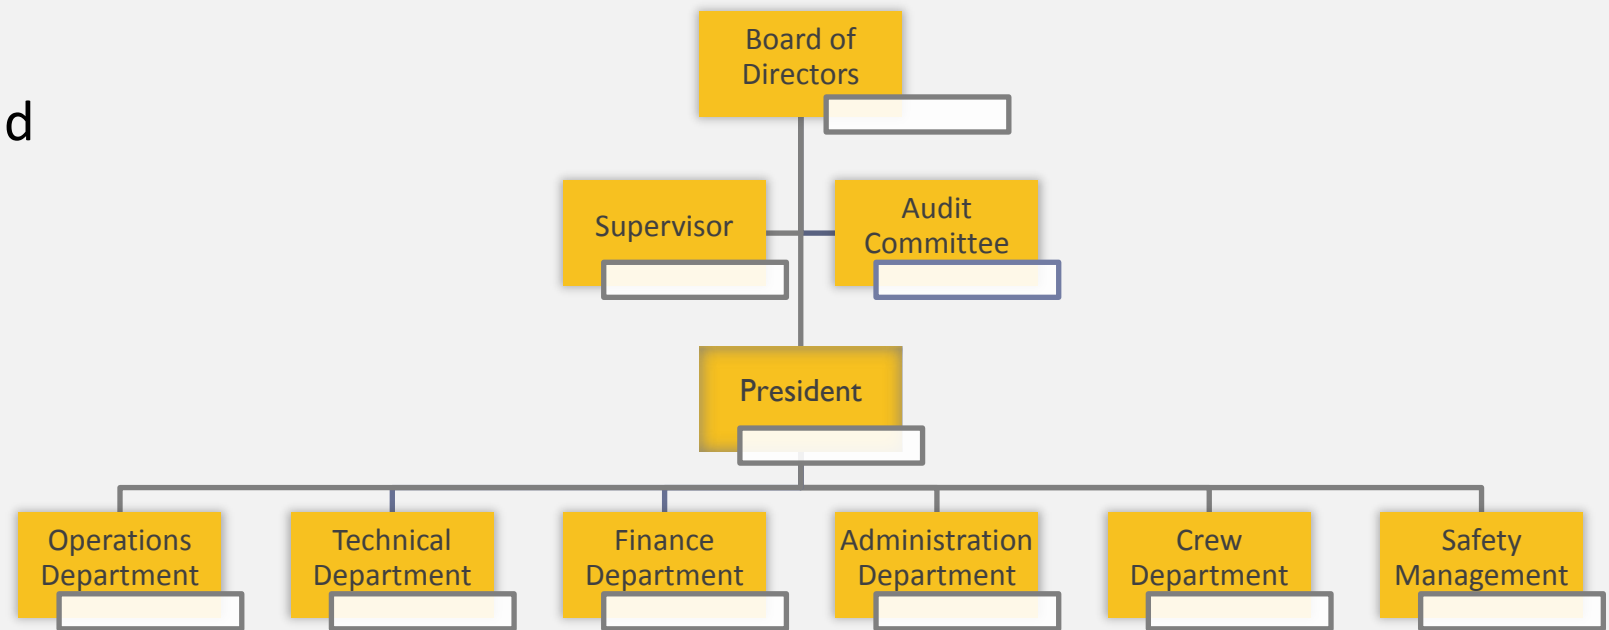 Board of
Directors
d
Supervisor
Audit
Committee
President
Operations
Department
Technical
Department
Finance
Department
Administration
Department
Crew
Department
Safety
Management